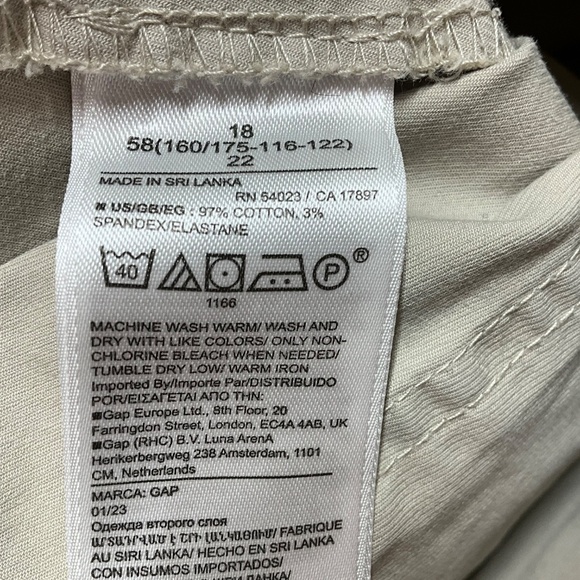 18
58(160/175-116-122)
22
MADE IN SRI LANKA
RN 54023 / CA 17897
US/GB/EG : 97% COTTON, 3%
SPANDEX/ELASTANE
40 P ®
1166
MACHINE WASH WARM/ WASH AND
DRY WITH LIKE COLORS/ ONLY NON-
CHLORINE BLEACH WHEN NEEDED/
TUMBLE DRY LOW/ WARM IRON
Imported By/Importe Par/DISTRIBUIDO
POR/ΕΙΣΑΓΕΤΑΙ ΑΠΟ ΤΗΝ:
Gap Europe Ltd., 8th Floor, 20
Farringdon Street, London, EC4A 4AB, UK
Gap (RHC) B.V. Luna ArenA
Herikerbergweg 238 Amsterdam, 1101
CM, Netherlands
MARCA: GAP
01/23
Одежда второго слоя
ԱՐՏԱԴՐՎԱԾ Է ՇՐԻ ԼԱՆԿԱՅՈՒՄ/ FABRIQUE
AU SIRI LANKA/ HECHO EN SRI LANKA
CON INSUMOS IMPORTADOS/